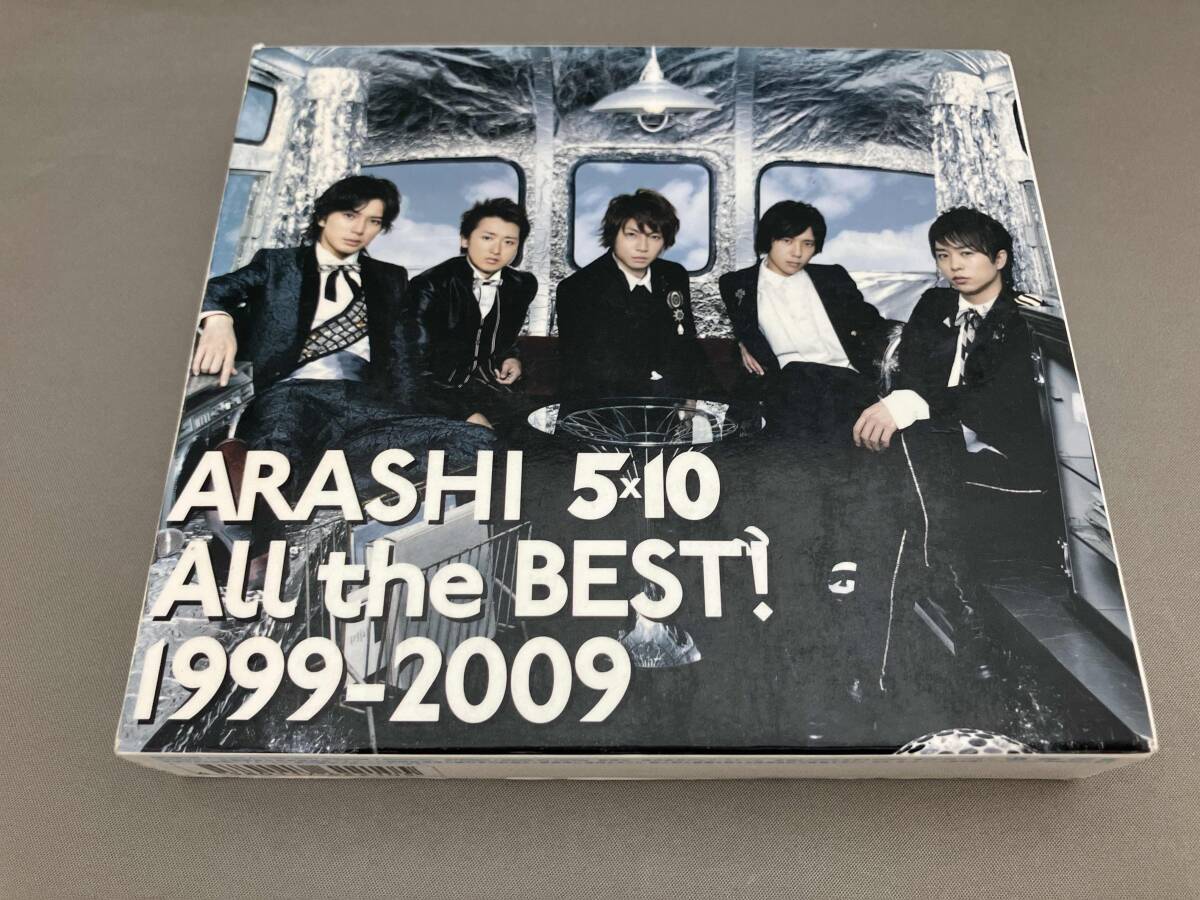 ARASHI 5×10
All the BEST!
1999-2009